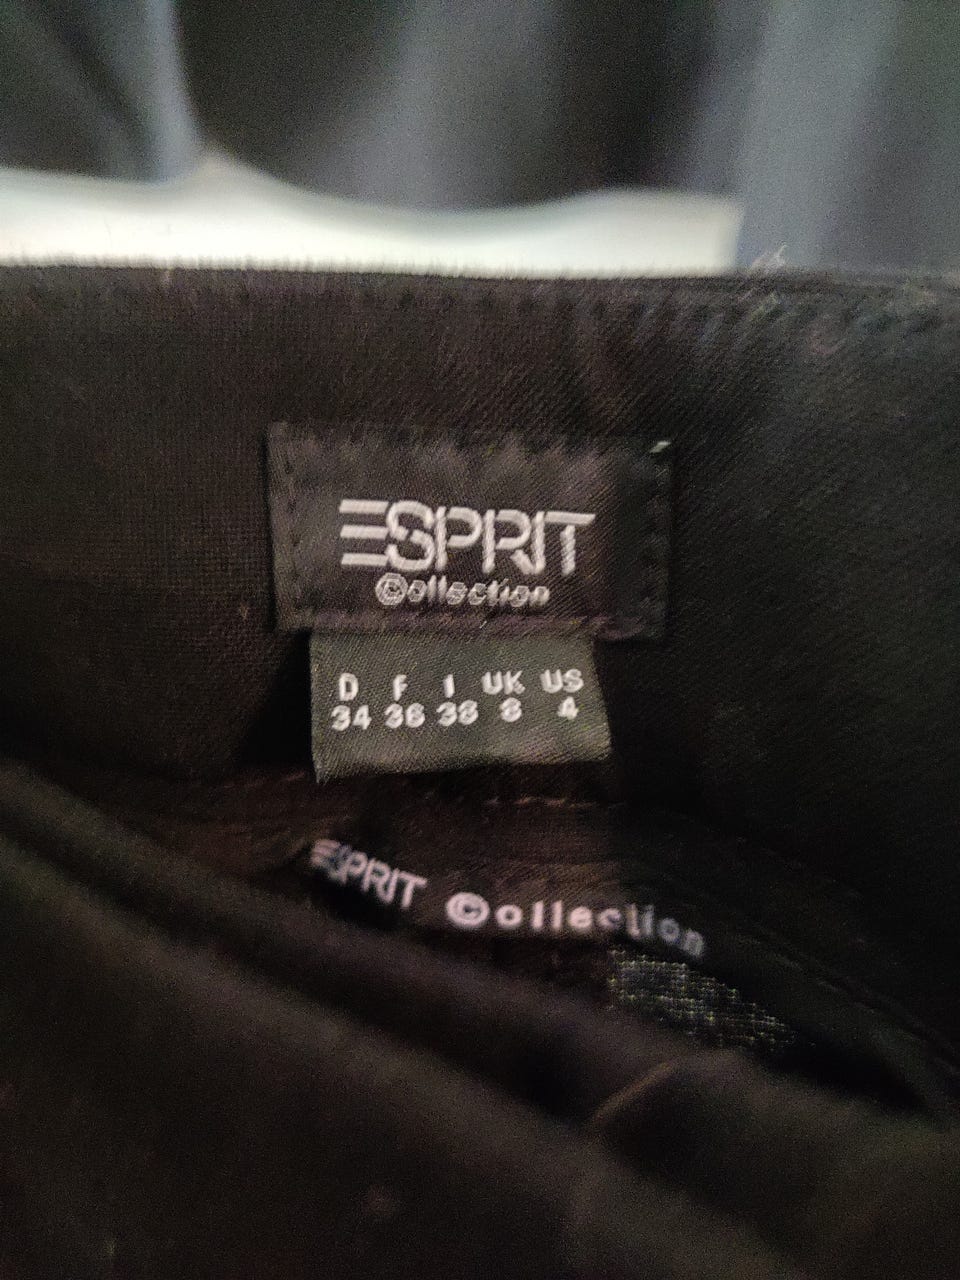 ESPRIT
Collection
D F I UK US
34 36 38 8 4
ESPRIT Collection